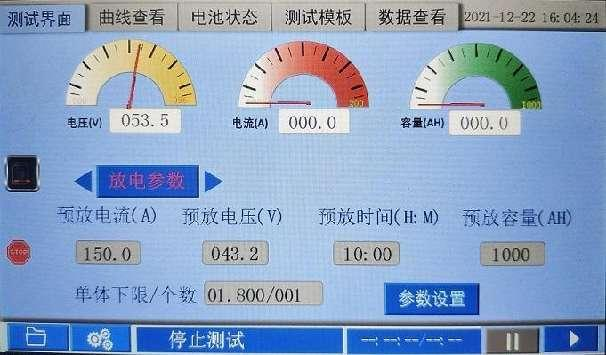 测试界面 曲线查看 电池状态 测试模板 数据查看 2021-12-22 16:04:24
电压(V) 053.5 电流(A) 000.0 容量(AH) 000.0
放电参数
预放电流(A) 预放电压(V) 预放时间(H:M) 预放容量(AH)
150.0 043.2 10:00 1000
单体下限/个数 01.800/001 参数设置
停止测试 --:--:--/--:--